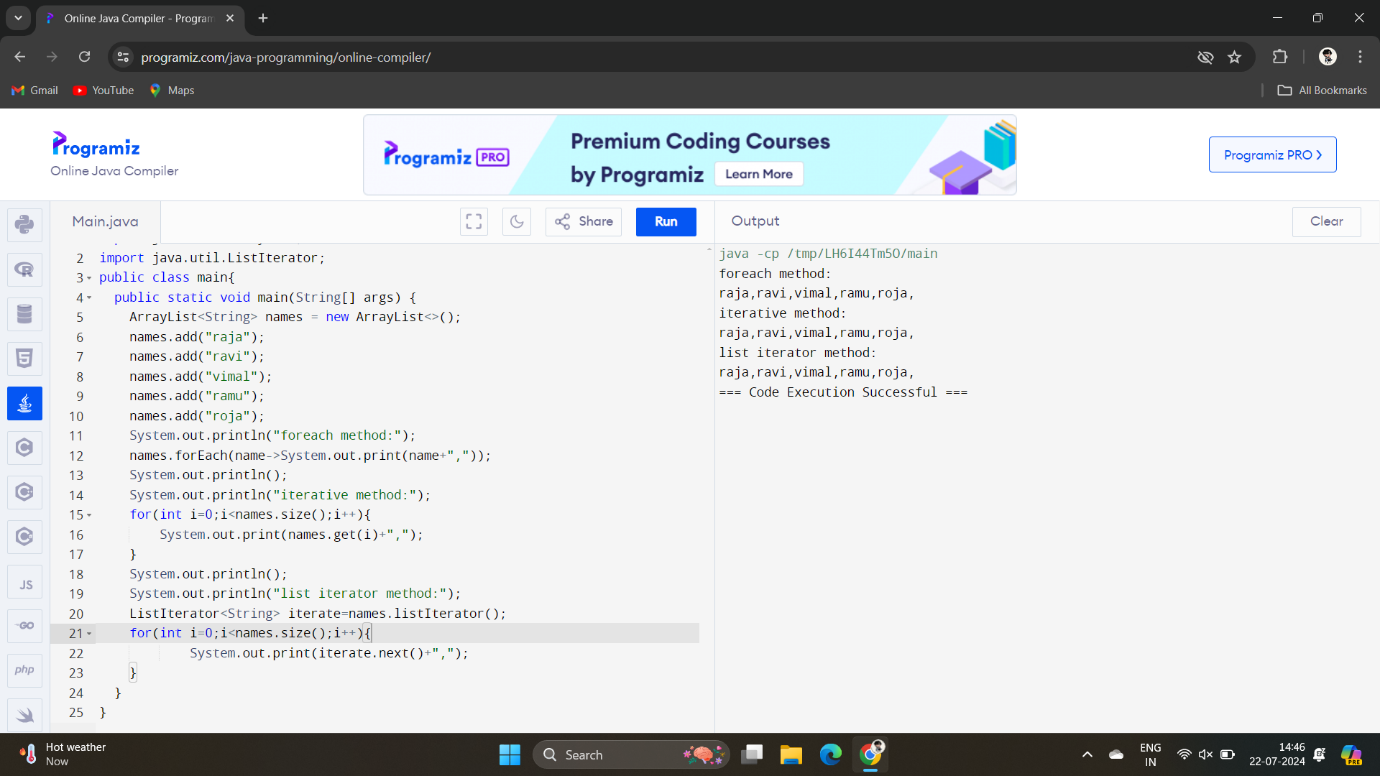 Online Java Compiler - Program
programiz.com/java-programming/online-compiler/
Gmail YouTube Maps All Bookmarks
Programiz
Online Java Compiler
Programiz PRO
Premium Coding Courses
by Programiz Learn More
Programiz PRO >
Main.java Share Run Output Clear
2 import java.util.ListIterator;
3 public class main{
4 public static void main(String[] args) {
5 ArrayList<String> names = new ArrayList<>();
6 names.add("raja");
7 names.add("ravi");
8 names.add("vimal");
9 names.add("ramu");
10 names.add("roja");
11 System.out.println("foreach method:");
12 names.forEach(name->System.out.print(name+","));
13 System.out.println();
14 System.out.println("iterative method:");
15 for(int i=0;i<names.size();i++){
16 System.out.print(names.get(i)+",");
17 }
18 System.out.println();
19 System.out.println("list iterator method:");
20 ListIterator<String> iterate=names.listIterator();
21 for(int i=0;i<names.size();i++){
22 System.out.print(iterate.next()+",");
23 }
24 }
25 }
java -cp /tmp/LH6I44Tm5O/main
foreach method:
raja,ravi,vimal,ramu,roja,
iterative method:
raja,ravi,vimal,ramu,roja,
list iterator method:
raja,ravi,vimal,ramu,roja,
=== Code Execution Successful ===
JS
GO
php
Hot weather
Now
Search
ENG
IN
14:46
22-07-2024
PRE